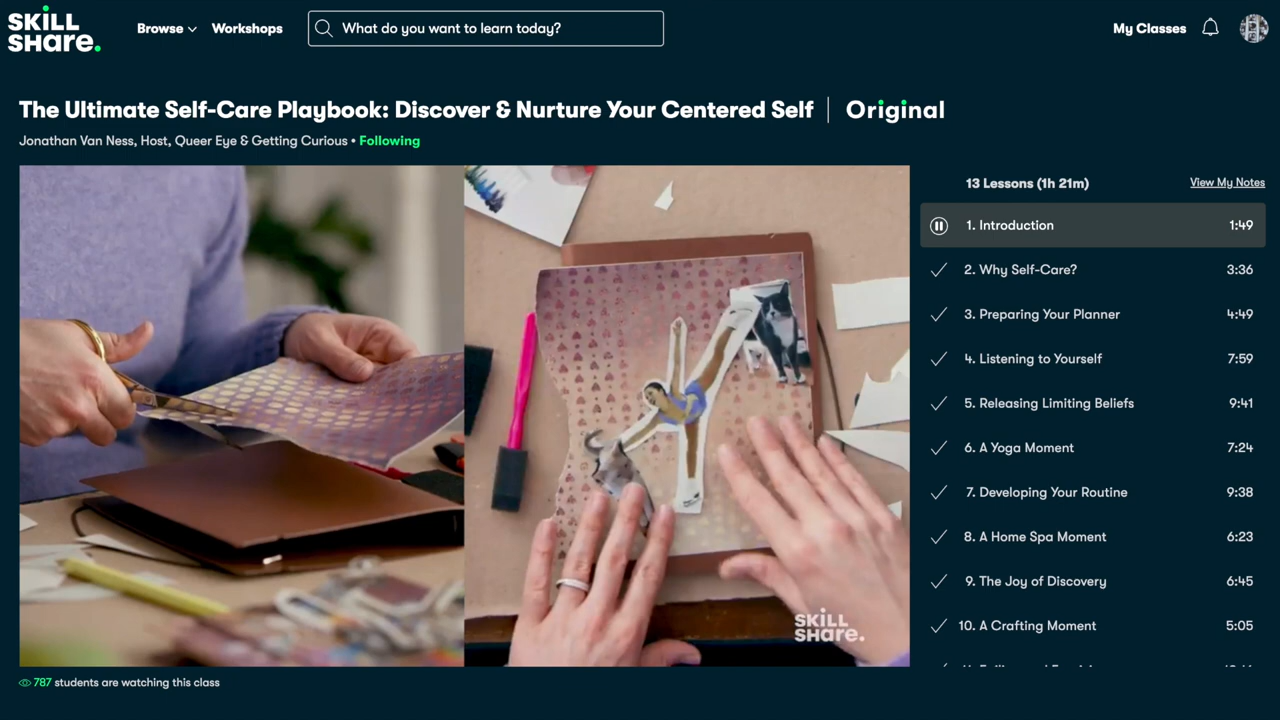 SKILL
SHare.
Browse
Workshops
What do you want to learn today?
My Classes
The Ultimate Self-Care Playbook: Discover & Nurture Your Centered Self
Original
Jonathan Van Ness, Host, Queer Eye & Getting Curious • Following
13 Lessons (1h 21m)
View My Notes
1. Introduction 1:49
2. Why Self-Care? 3:36
3. Preparing Your Planner 4:49
4. Listening to Yourself 7:59
5. Releasing Limiting Beliefs 9:41
6. A Yoga Moment 7:24
7. Developing Your Routine 9:38
8. A Home Spa Moment 6:23
9. The Joy of Discovery 6:45
10. A Crafting Moment 5:05
SKILL
SHare.
787 students are watching this class